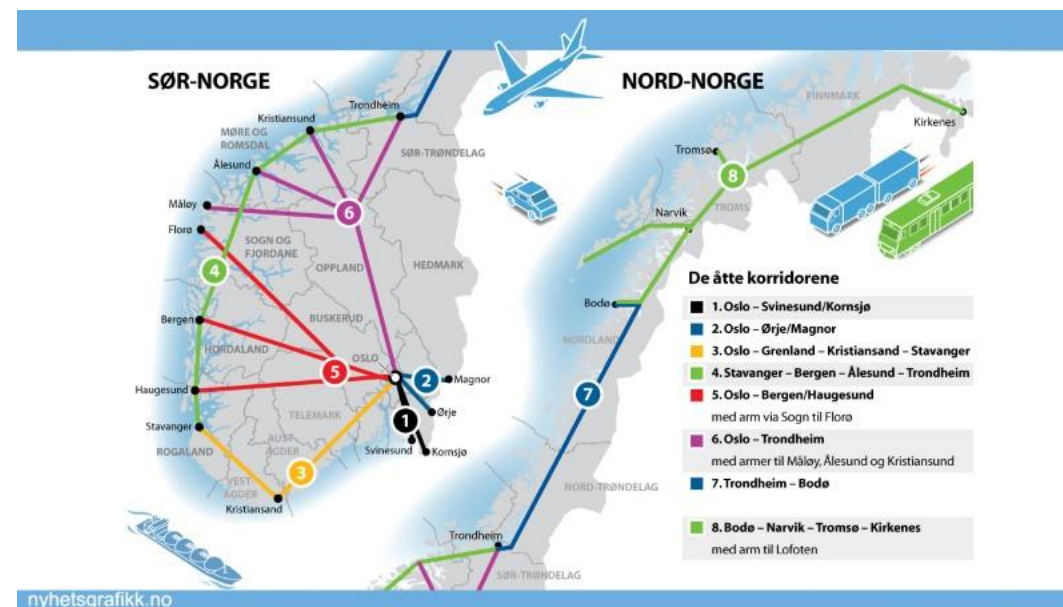 SØR-NORGE
Trondheim
Kristiansund
MØRE OG
ROMSDAL
SØR-TRØNDELAG
Ålesund
Måløy
6
Florø
SOGN OG
FJORDANE
4
OPPLAND
HEDMARK
BUSKERUD
Bergen
HORDALAND
OSLO
5
2
Magnor
Haugesund
TELEMARK
1
Ørje
Stavanger
AUST
AGDER
Svinesund
Kornsjø
ROGALAND
3
VEST
AGDER
Kristiansand
NORD-NORGE
FINNMARK
Kirkenes
Tromsø
8
TROMS
Narvik
Bodø
NORDLAND
7
NORD-TRØNDELAG
Trondheim
SØR-TRØNDELAG
De åtte korridorene
1. Oslo – Svinesund/Kornsjø
2. Oslo – Ørje/Magnor
3. Oslo – Grenland – Kristiansand – Stavanger
4. Stavanger – Bergen – Ålesund – Trondheim
5. Oslo – Bergen/Haugesund
med arm via Sogn til Florø
6. Oslo – Trondheim
med armer til Måløy, Ålesund og Kristiansund
7. Trondheim – Bodø
8. Bodø – Narvik – Tromsø – Kirkenes
med arm til Lofoten
nyhetsgrafikk.no